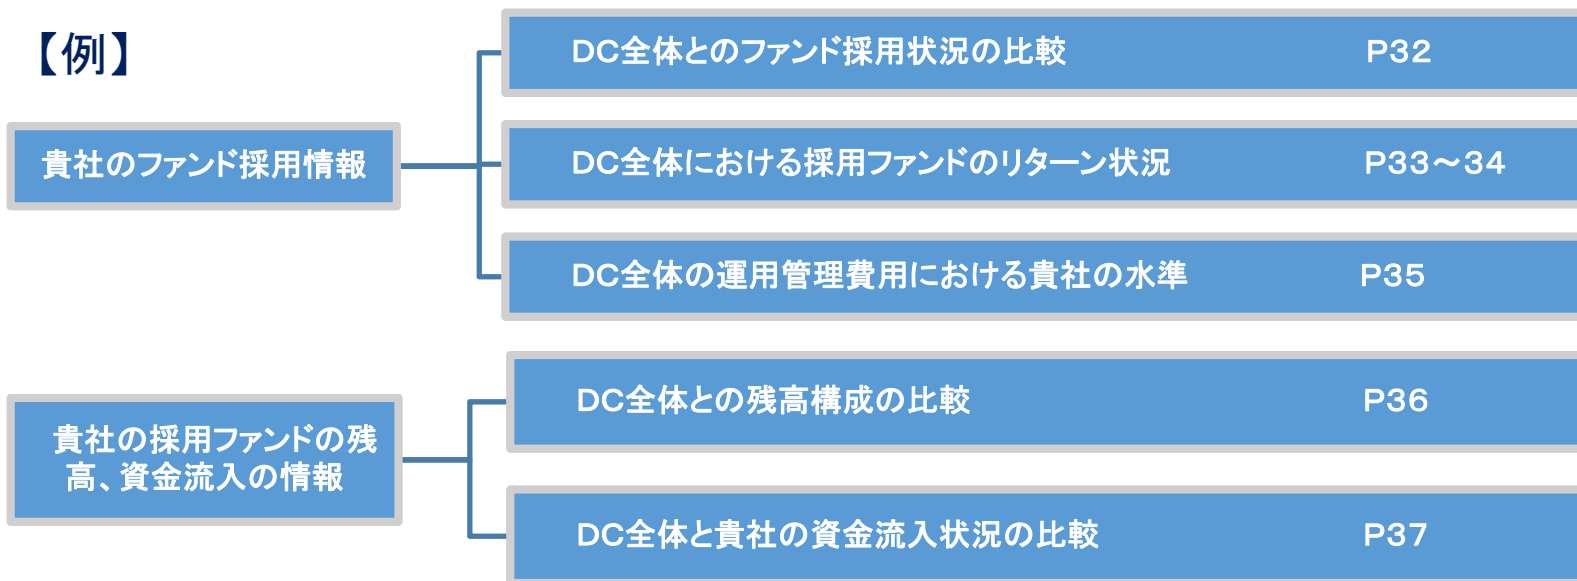 【例】
貴社のファンド採用情報
DC全体とのファンド採用状況の比較 P32
DC全体における採用ファンドのリターン状況 P33~34
DC全体の運用管理費用における貴社の水準 P35
貴社の採用ファンドの残
高、資金流入の情報
DC全体との残高構成の比較 P36
DC全体と貴社の資金流入状況の比較 P37